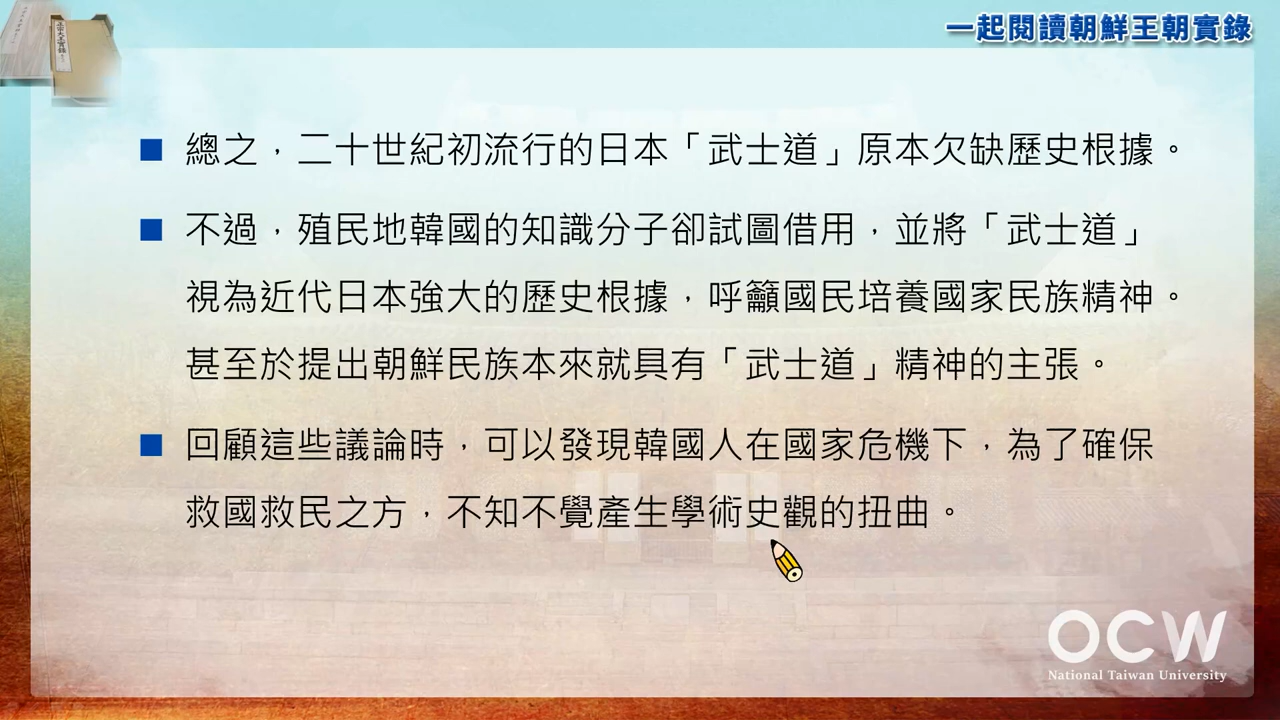 一起閱讀朝鮮王朝實錄
正宗大王實錄
■ 總之，二十世紀初流行的日本「武士道」原本欠缺歷史根據。
■ 不過，殖民地韓國的知識分子卻試圖借用，並將「武士道」
視為近代日本強大的歷史根據，呼籲國民培養國家民族精神。
甚至於提出朝鮮民族本來就具有「武士道」精神的主張。
■ 回顧這些議論時，可以發現韓國人在國家危機下，為了確保
救國救民之方，不知不覺產生學術史觀的扭曲。
OCW
National Taiwan University